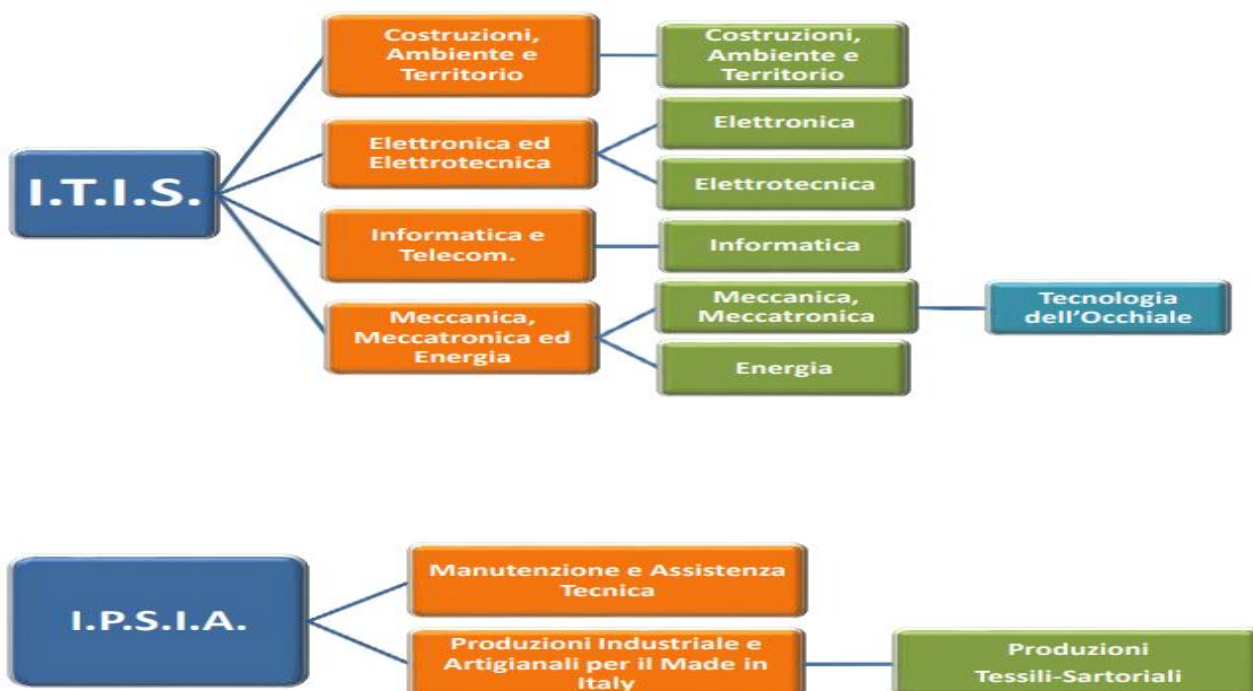 I.T.I.S.
Costruzioni,
Ambiente e
Territorio
Costruzioni,
Ambiente e
Territorio
Elettronica ed
Elettrotecnica
Elettronica
Elettrotecnica
Informatica e
Telecom.
Informatica
Meccanica,
Meccatronica ed
Energia
Meccanica,
Meccatronica
Tecnologia
dell’Occhiale
Energia
I.P.S.I.A.
Manutenzione e Assistenza
Tecnica
Produzioni Industriale e
Artigianali per il Made in
Italy
Produzioni
Tessili-Sartoriali